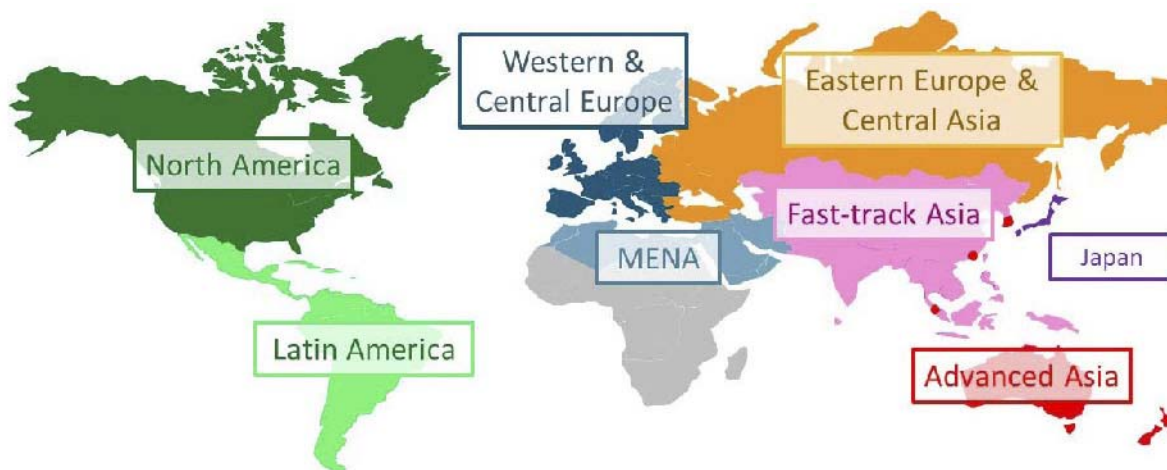 Western &
Central Europe
Eastern Europe &
Central Asia
North America
Fast-track Asia
MENA
Japan
Latin America
Advanced Asia